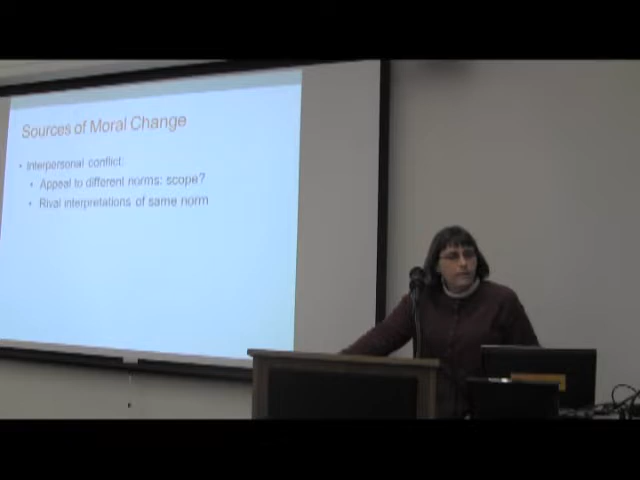 Sources of Moral Change
• Interpersonal conflict:
• Appeal to different norms: scope?
• Rival interpretations of same norm